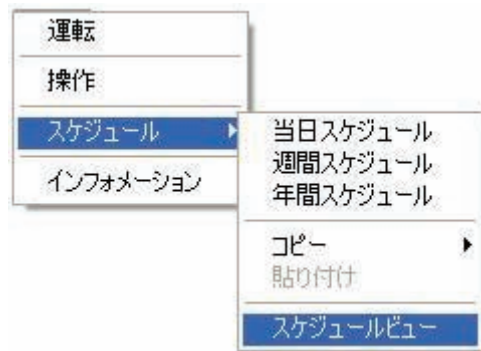 運転
操作
スケジュール
インフォメーション
当日スケジュール
週間スケジュール
年間スケジュール
コピー
貼り付け
スケジュールビュー